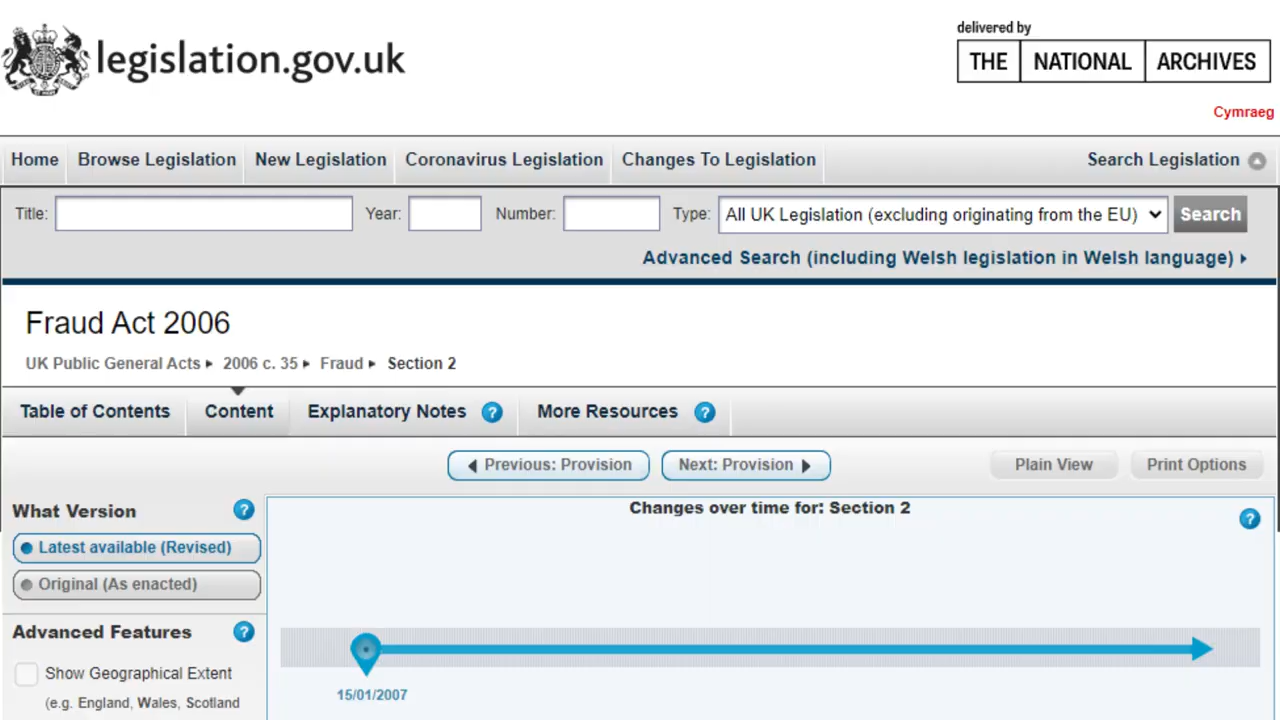 legislation.gov.uk
delivered by
THE NATIONAL ARCHIVES
Cymraeg
Home Browse Legislation New Legislation Coronavirus Legislation Changes To Legislation Search Legislation
Title: Year: Number: Type: All UK Legislation (excluding originating from the EU) Search
Advanced Search (including Welsh legislation in Welsh language)
Fraud Act 2006
UK Public General Acts 2006 c. 35 Fraud Section 2
Table of Contents Content Explanatory Notes ? More Resources ?
Previous: Provision Next: Provision Plain View Print Options
What Version ?
Latest available (Revised)
Original (As enacted)
Advanced Features ?
Show Geographical Extent
(e.g. England, Wales, Scotland
Changes over time for: Section 2
?
15/01/2007